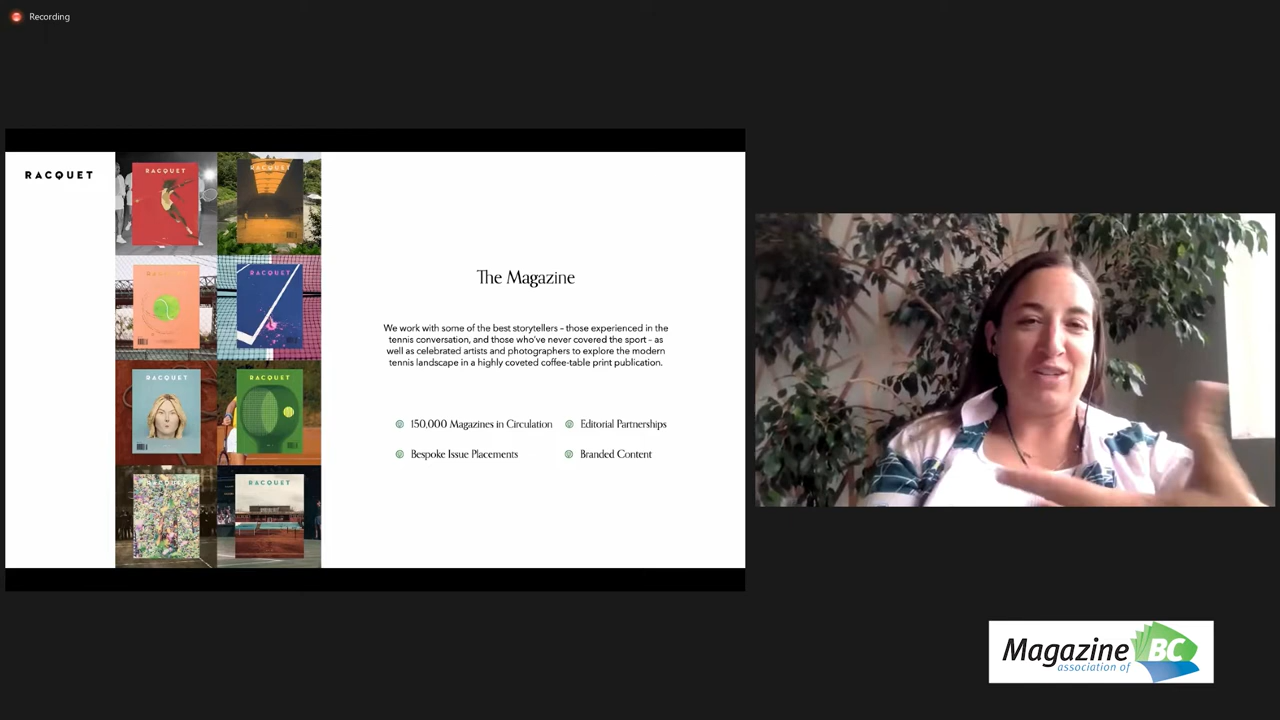 Recording
RACQUET
RACQUET
RACQUET
RACQUET
RACQUET
RACQUET
RACQUET
RACQUET
RACQUET
The Magazine
We work with some of the best storytellers – those experienced in the
tennis conversation, and those who've never covered the sport – as
well as celebrated artists and photographers to explore the modern
tennis landscape in a highly coveted coffee-table print publication.
150,000 Magazines in Circulation
Editorial Partnerships
Bespoke Issue Placements
Branded Content
Magazine BC
association of